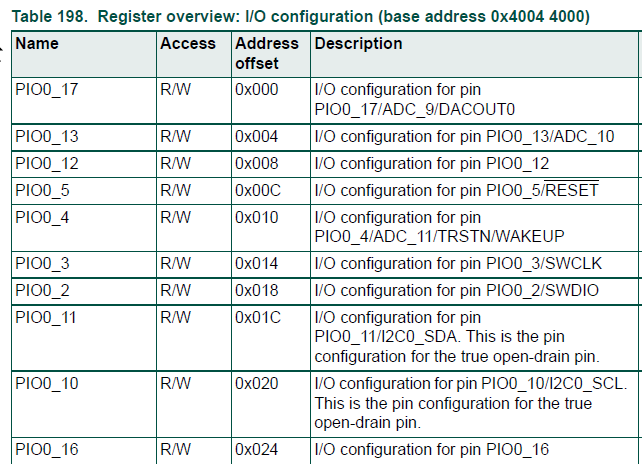 Table 198. Register overview: I/O configuration (base address 0x4004 4000)
Name Access Address offset Description
PIO0_17 R/W 0x000 I/O configuration for pin
PIO0_17/ADC_9/DACOUT0
PIO0_13 R/W 0x004 I/O configuration for pin PIO0_13/ADC_10
PIO0_12 R/W 0x008 I/O configuration for pin PIO0_12
PIO0_5 R/W 0x00C I/O configuration for pin PIO0_5/RESET
PIO0_4 R/W 0x010 I/O configuration for pin
PIO0_4/ADC_11/TRSTN/WAKEUP
PIO0_3 R/W 0x014 I/O configuration for pin PIO0_3/SWCLK
PIO0_2 R/W 0x018 I/O configuration for pin PIO0_2/SWDIO
PIO0_11 R/W 0x01C I/O configuration for pin
PIO0_11/I2C0_SDA. This is the pin
configuration for the true open-drain pin.
PIO0_10 R/W 0x020 I/O configuration for pin PIO0_10/I2C0_SCL.
This is the pin configuration for the true
open-drain pin.
PIO0_16 R/W 0x024 I/O configuration for pin PIO0_16